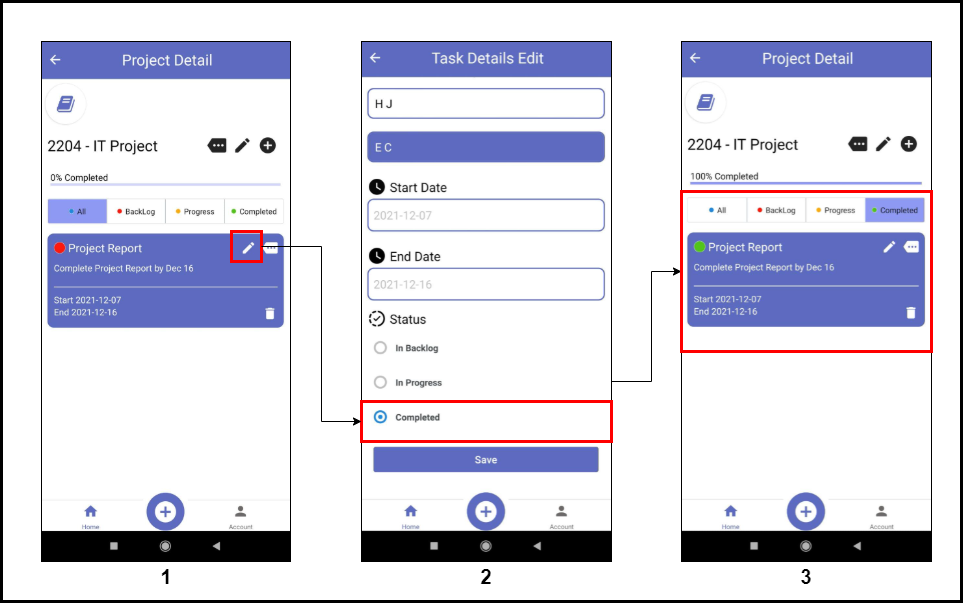 Project Detail
2204 - IT Project
0% Completed
All
BackLog
Progress
Completed
Project Report
Complete Project Report by Dec 16
Start 2021-12-07
End 2021-12-16
Home
Account
1
Task Details Edit
H J
E C
Start Date
2021-12-07
End Date
2021-12-16
Status
In Backlog
In Progress
Completed
Save
Home
Account
2
Project Detail
2204 - IT Project
100% Completed
All
BackLog
Progress
Completed
Project Report
Complete Project Report by Dec 16
Start 2021-12-07
End 2021-12-16
Home
Account
3